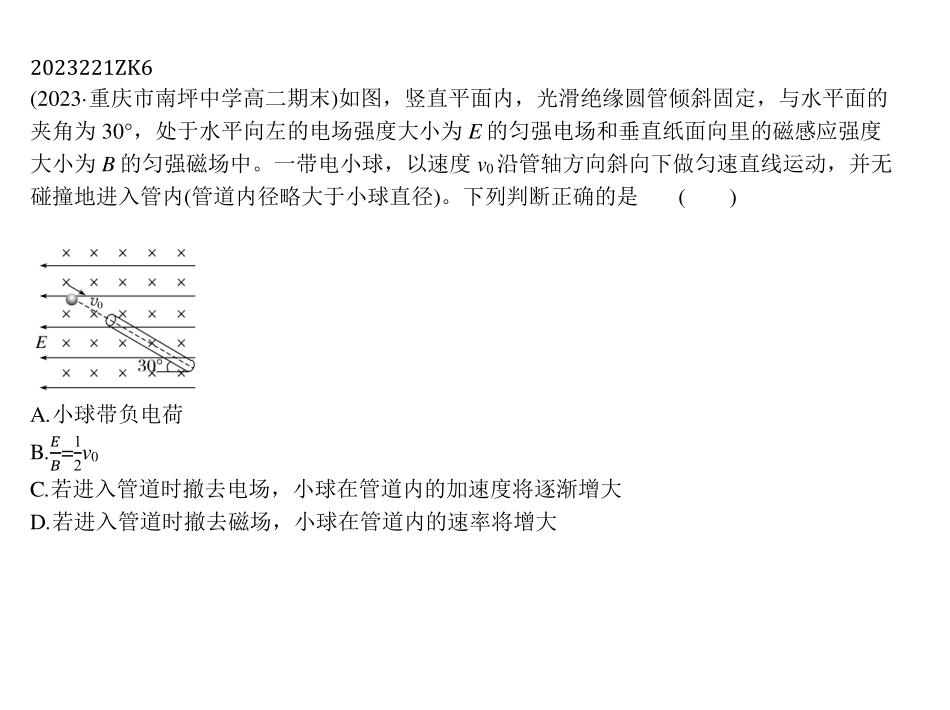 2023221ZK6
(2023·重庆市南坪中学高二期末)如图，竖直平面内，光滑绝缘圆管倾斜固定，与水平面的
夹角为 30°，处于水平向左的电场强度大小为 E 的匀强电场和垂直纸面向里的磁感应强度
大小为 B 的匀强磁场中。一带电小球，以速度 v0沿管轴方向斜向下做匀速直线运动，并无
碰撞地进入管内(管道内径略大于小球直径)。下列判断正确的是 ( )
v0
E
30°
A.小球带负电荷
B.E/B=1/2v0
C.若进入管道时撤去电场，小球在管道内的加速度将逐渐增大
D.若进入管道时撤去磁场，小球在管道内的速率将增大